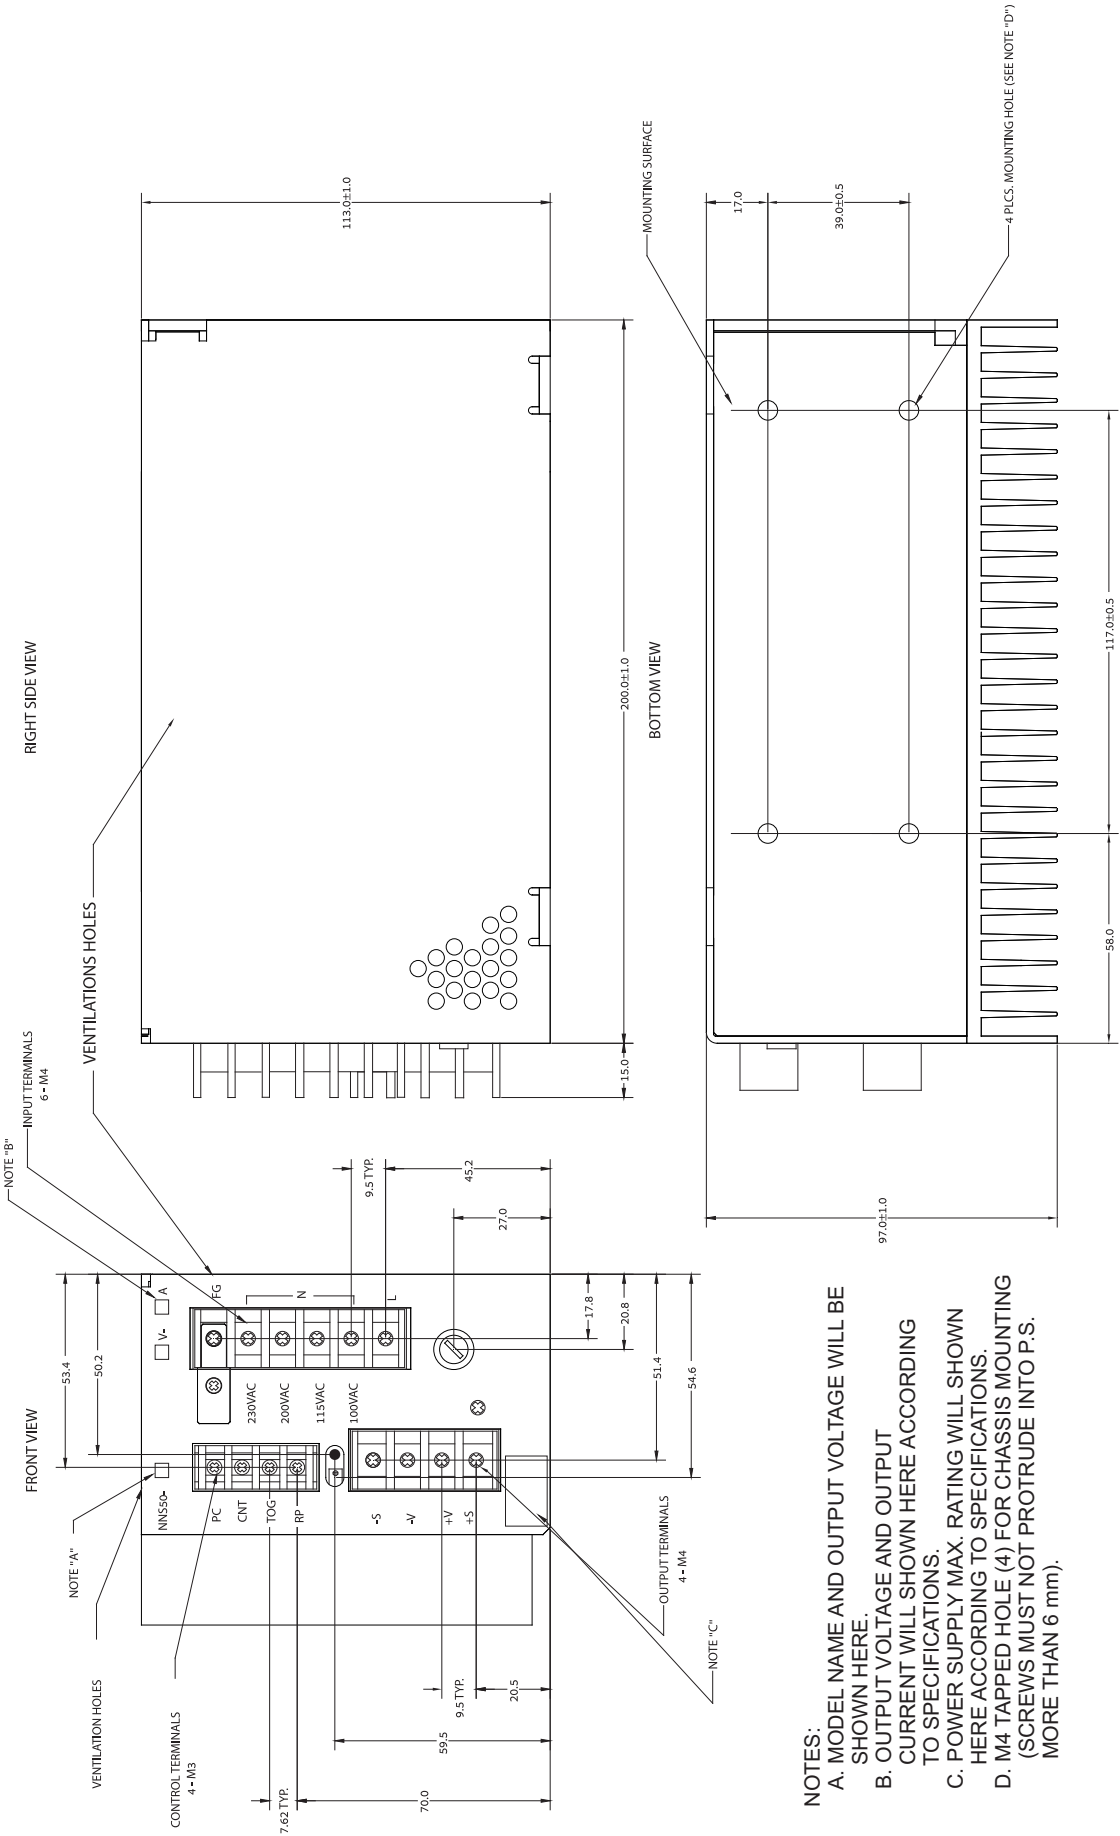 FRONT VIEW
NOTE "A"
VENTILATION HOLES
CONTROL TERMINALS
4 - M3
NOTE "B"
INPUT TERMINALS
6 - M4
VENTILATIONS HOLES
53.4
50.2
NNS50-
V-
A
PC
CNT
TOG
RP
230VAC
200VAC
115VAC
100VAC
FG
N
L
-S
-V
+V
+S
7.62 TYP.
70.0
59.5
9.5 TYP.
20.5
9.5 TYP.
45.2
27.0
17.8
20.8
51.4
54.6
OUTPUT TERMINALS
4 - M4
NOTE "C"
RIGHT SIDE VIEW
113.0±1.0
15.0
200.0±1.0
BOTTOM VIEW
MOUNTING SURFACE
17.0
39.0±0.5
4 PLCS. MOUNTING HOLE (SEE NOTE "D")
97.0±1.0
58.0
117.0±0.5
NOTES:
A. MODEL NAME AND OUTPUT VOLTAGE WILL BE
SHOWN HERE.
B. OUTPUT VOLTAGE AND OUTPUT
CURRENT WILL SHOWN HERE ACCORDING
TO SPECIFICATIONS.
C. POWER SUPPLY MAX. RATING WILL SHOWN
HERE ACCORDING TO SPECIFICATIONS.
D. M4 TAPPED HOLE (4) FOR CHASSIS MOUNTING
(SCREWS MUST NOT PROTRUDE INTO P.S.
MORE THAN 6 mm).